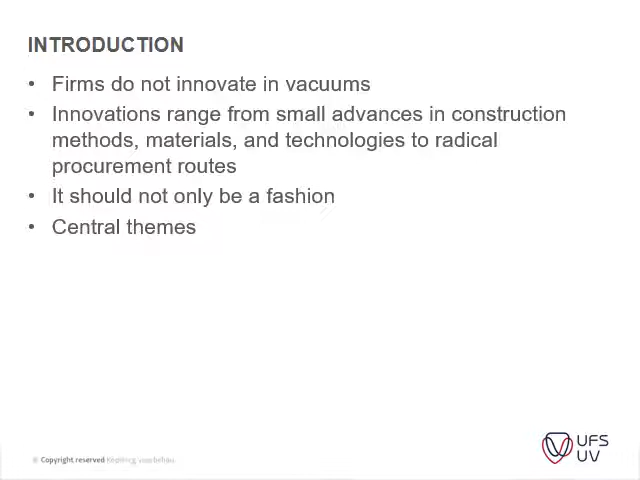 INTRODUCTION
• Firms do not innovate in vacuums
• Innovations range from small advances in construction
methods, materials, and technologies to radical
procurement routes
• It should not only be a fashion
• Central themes
© Copyright reserved
UFS
UV